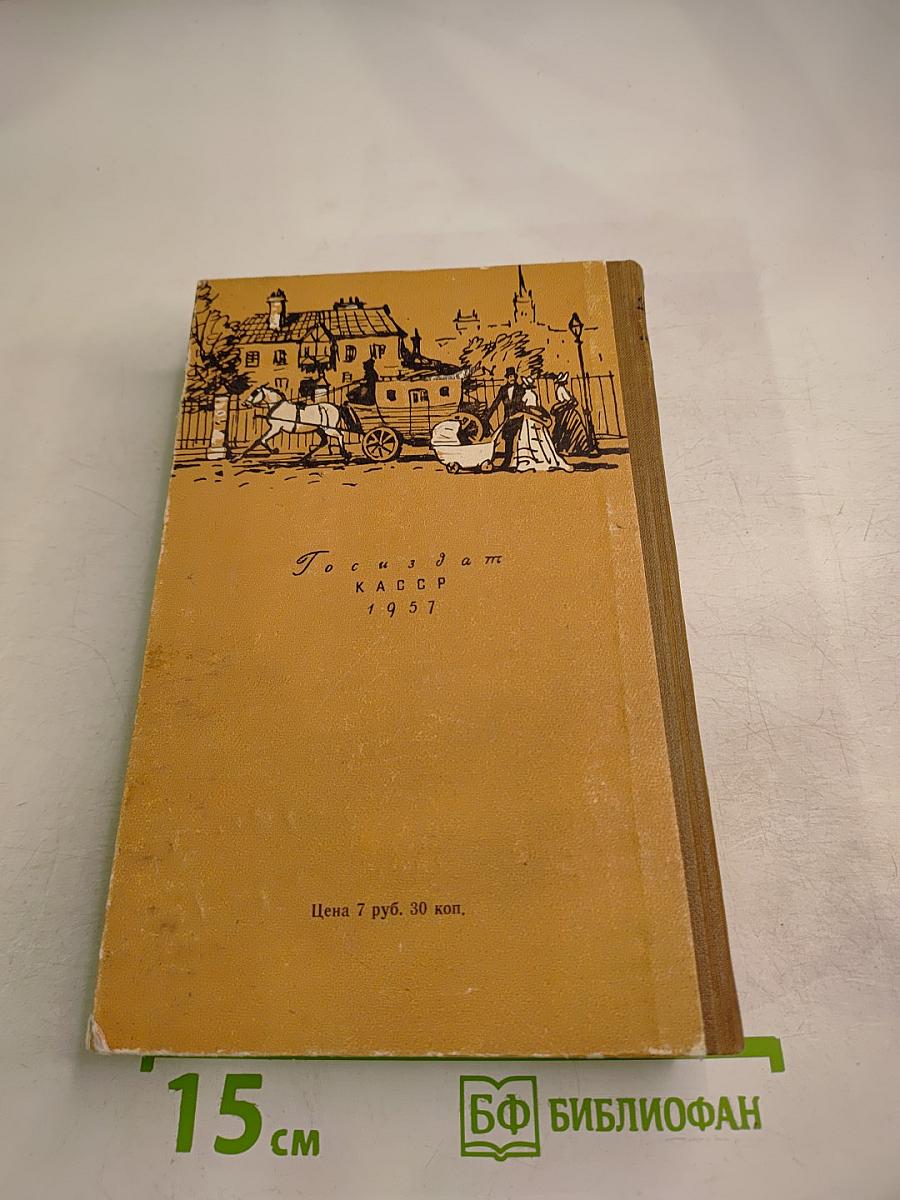 Госиздат
КАССР
1957
Цена 7 руб. 30 коп.
15 см
БФ БИБЛИОФАН